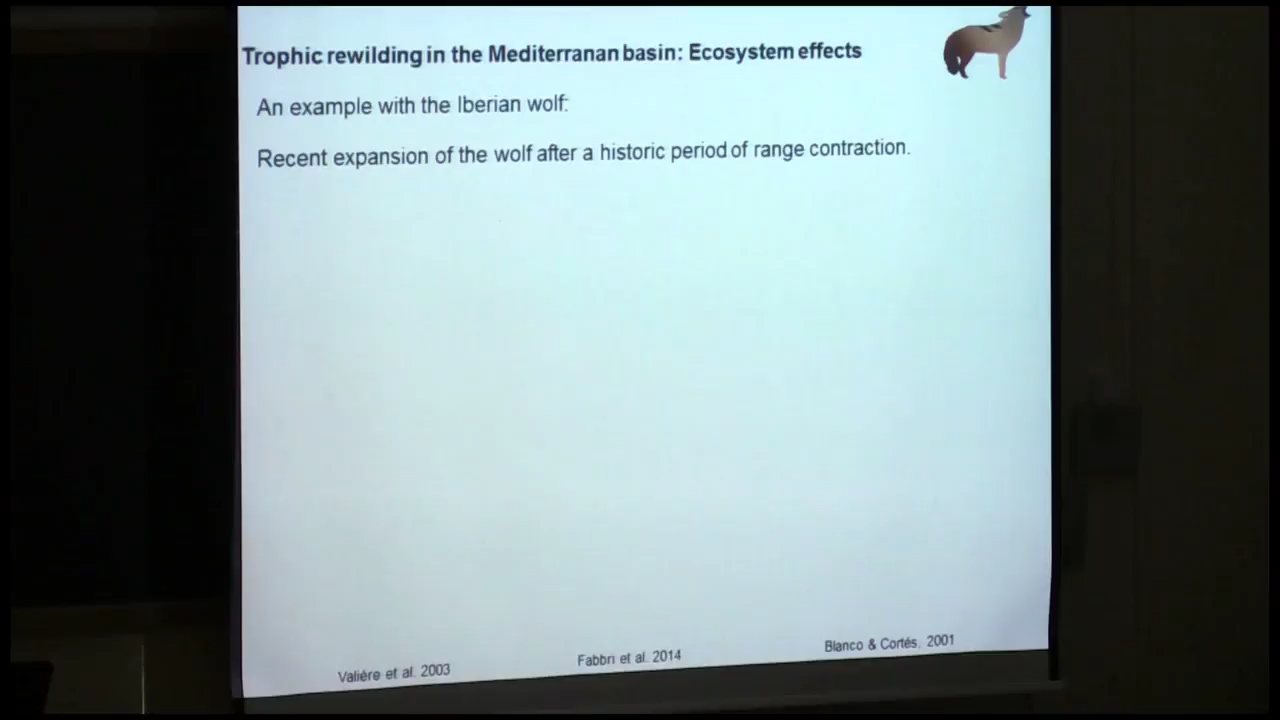 Trophic rewilding in the Mediterranan basin: Ecosystem effects
An example with the Iberian wolf:
Recent expansion of the wolf after a historic period of range contraction.
Valiére et al. 2003
Fabbri et al. 2014
Blanco & Cortés, 2001